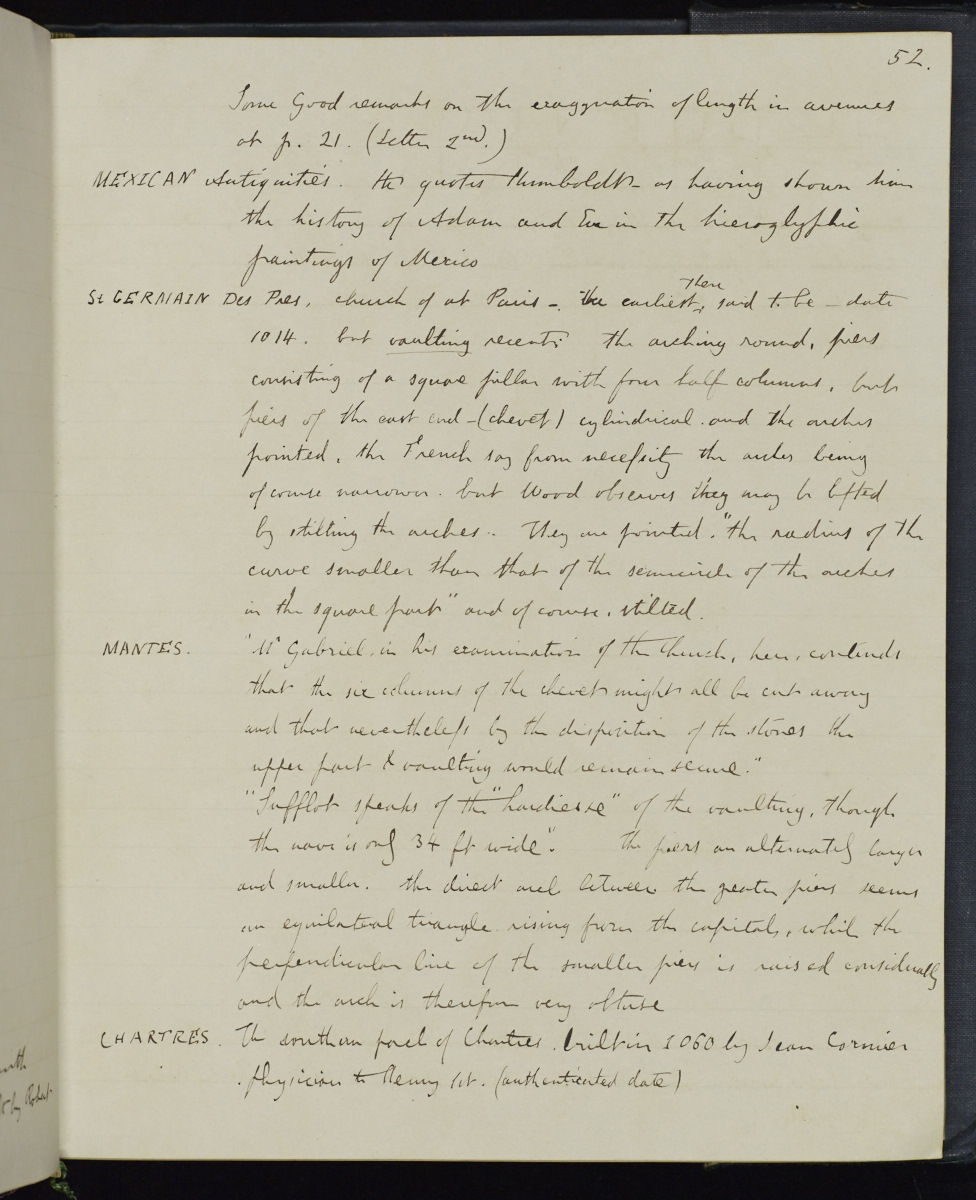 52.
Some Good remarks on the exaggeration of length in avenues
at p. 21. (Letter 2nd.)
MEXICAN Antiquities. He quotes Humboldt - as having shown him
the history of Adam and Eve in the hieroglyphic
paintings of Mexico
St GERMAIN Des Pres. church of at Paris -. the earliest, there said to be - date
1014. but vaulting recent; the arching round, piers
consisting of a square pillar with four half columns, but
piers of the east end - (chevet) cylindrical. and the arches
pointed, the French say from necessity the arches being
of course narrower. but Wood observes they may be lifted
by stilting the arches.. They are pointed. "the radius of the
curve smaller than that of the semicircle of the arches
in the square part" and of course, stilted.
MANTES. "Mr Gabriel, in his examination of the Church, here, contends
that the six columns of the chevet might all be cut away
and that nevertheless by the disposition of the stones the
upper part & vaulting would remain secure."
"Sufflot speaks of the "hardiesse" of the vaulting, though
the nave is only 34 ft wide". the piers are alternately larger
and smaller. the direct arch between the greater piers seems
an equilateral triangle rising from the capitals, while the
perpendicular line of the smaller piers is raised considerably
and the arch is therefore very obtuse
CHARTRES. The southern porch of Chartres. built in 1060 by Jean Cormier
. physician to Henry 1st. (authenticated date)
by Robert